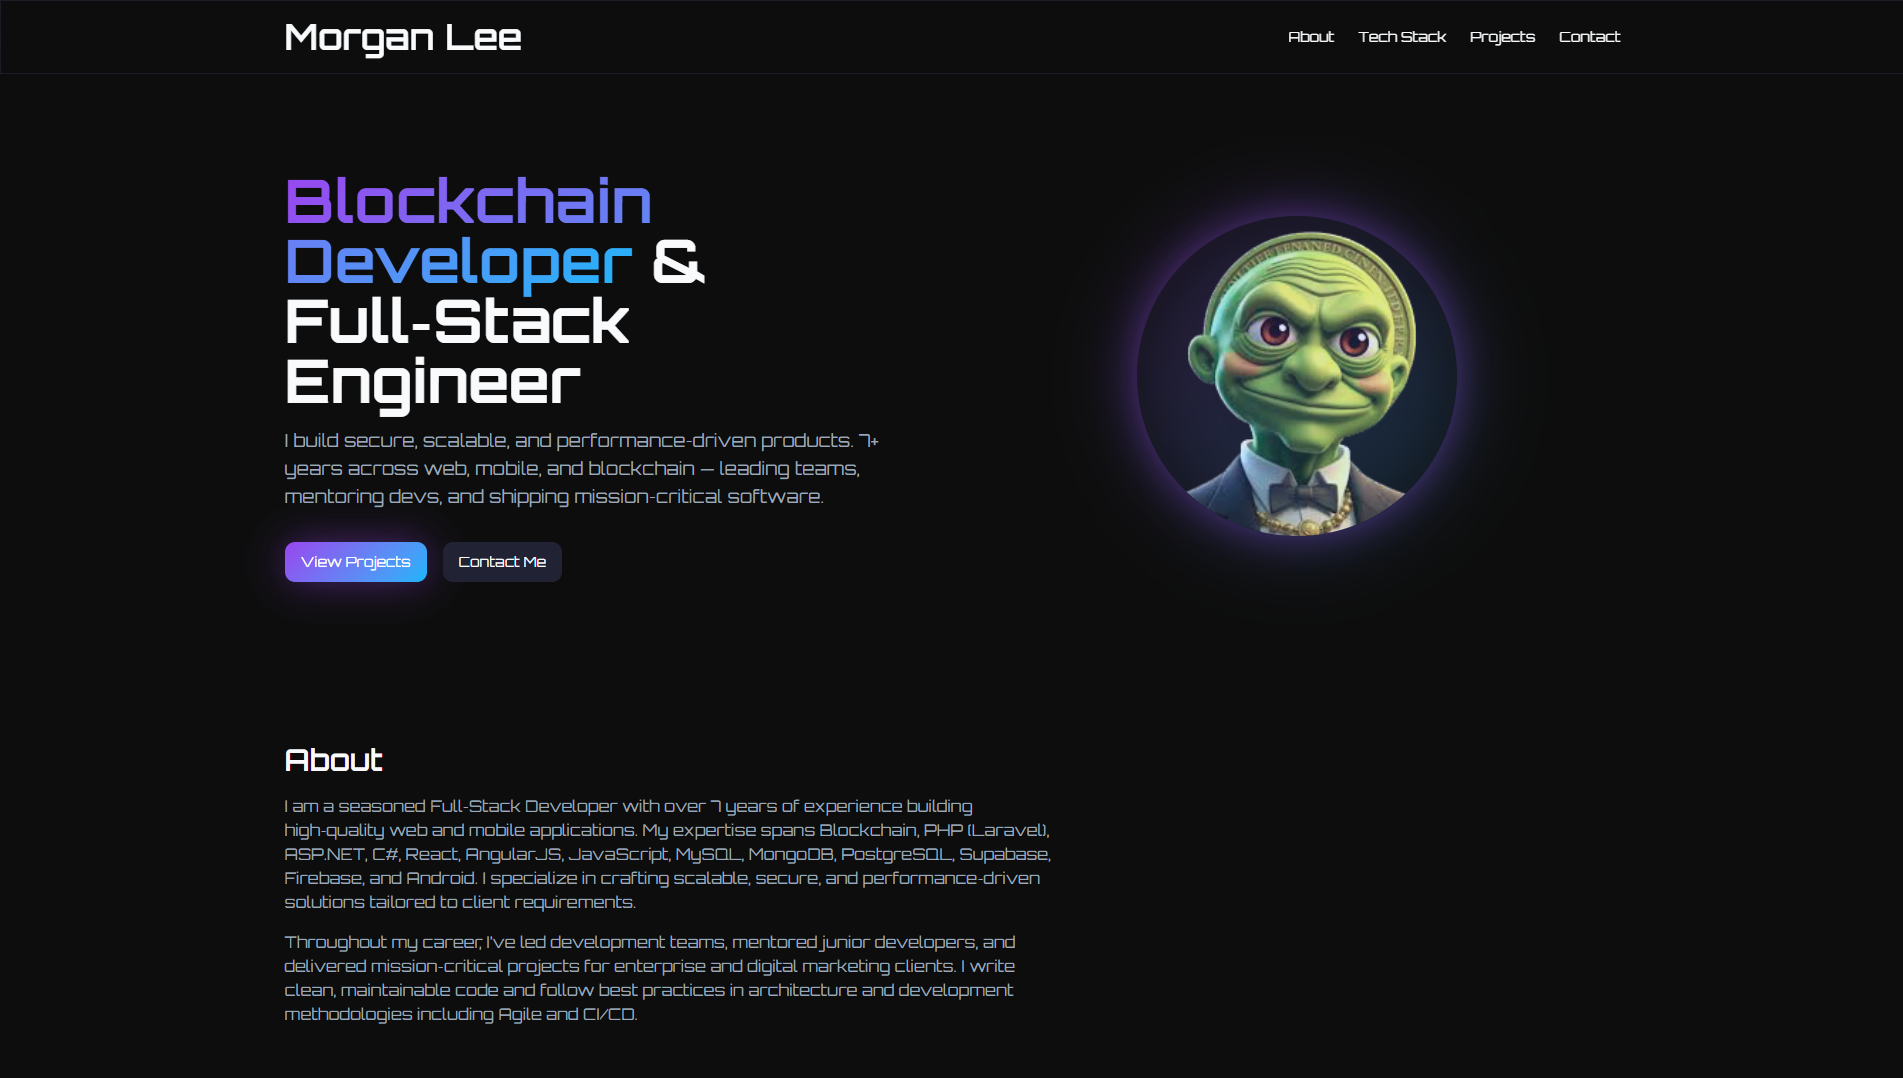 Morgan Lee
About
Tech Stack
Projects
Contact
Blockchain
Developer &
Full-Stack
Engineer
I build secure, scalable, and performance-driven products. 7+
years across web, mobile, and blockchain — leading teams,
mentoring devs, and shipping mission-critical software.
View Projects
Contact Me
About
I am a seasoned Full-Stack Developer with over 7 years of experience building
high-quality web and mobile applications. My expertise spans Blockchain, PHP (Laravel),
ASP.NET, C#, React, AngularJS, JavaScript, MySQL, MongoDB, PostgreSQL, Supabase,
Firebase, and Android. I specialize in crafting scalable, secure, and performance-driven
solutions tailored to client requirements.
Throughout my career, I've led development teams, mentored junior developers, and
delivered mission-critical projects for enterprise and digital marketing clients. I write
clean, maintainable code and follow best practices in architecture and development
methodologies including Agile and CI/CD.